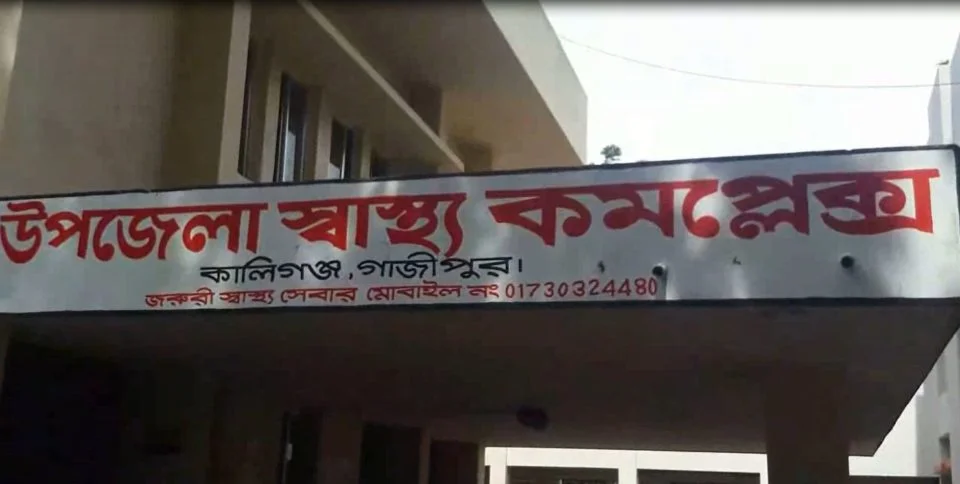 উপজেলা স্বাস্থ্য কমপ্লেক্স
কালিগঞ্জ, গাজীপুর।
জরুরী স্বাস্থ্য সেবার মোবাইল নং 01730324480